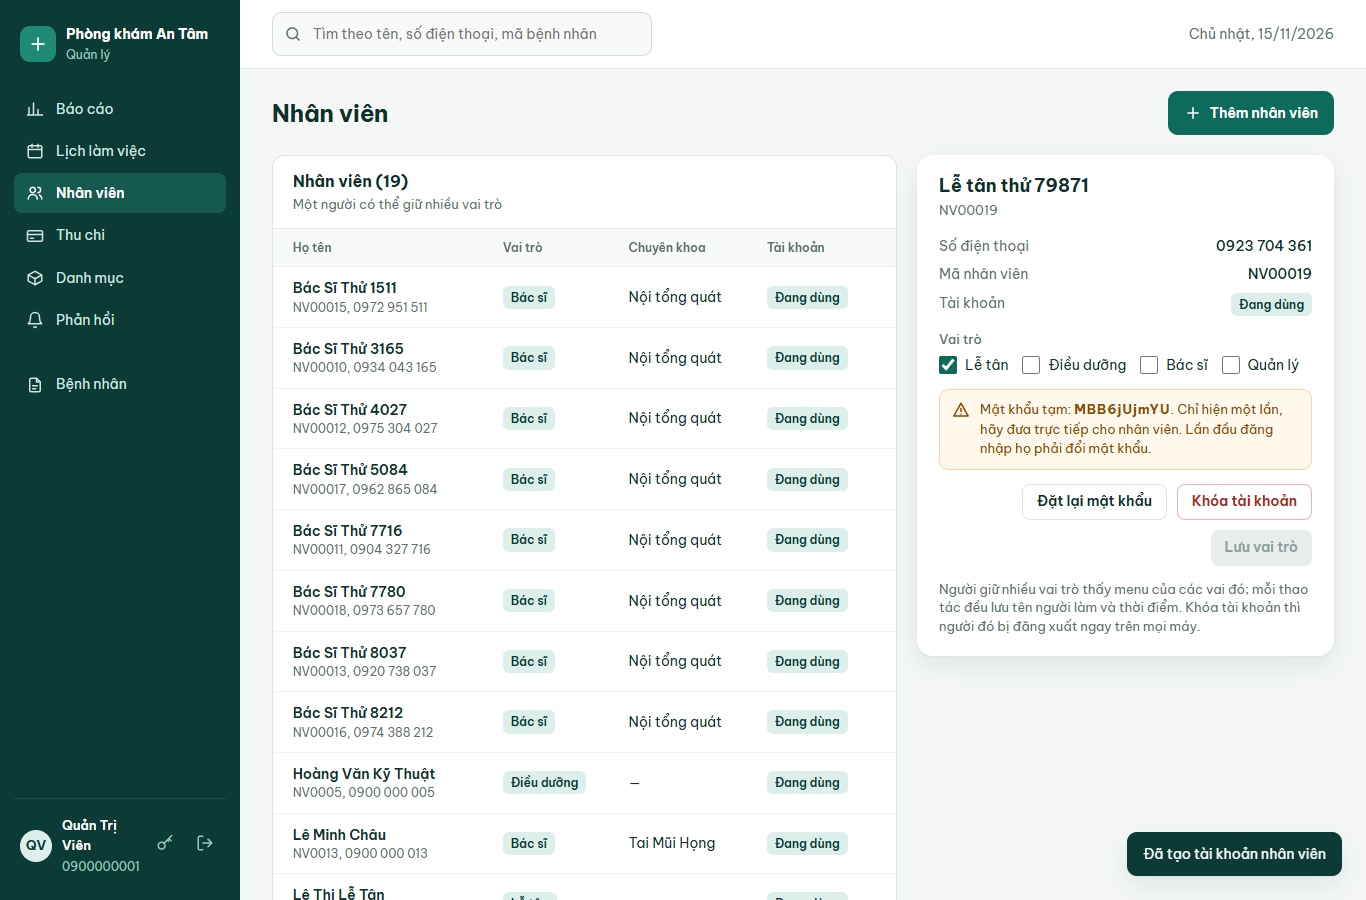 Phòng khám An Tâm
Quản lý
Báo cáo
Lịch làm việc
Nhân viên
Thu chi
Danh mục
Phản hồi
Bệnh nhân
QV
Quản Trị
Viên
0900000001
Tìm theo tên, số điện thoại, mã bệnh nhân
Chủ nhật, 15/11/2026
Nhân viên
Thêm nhân viên
Nhân viên (19)
Một người có thể giữ nhiều vai trò
Họ tên Vai trò Chuyên khoa Tài khoản
Bác Sĩ Thử 1511
NV00015, 0972 951 511
Bác sĩ Nội tổng quát Đang dùng
Bác Sĩ Thử 3165
NV00010, 0934 043 165
Bác sĩ Nội tổng quát Đang dùng
Bác Sĩ Thử 4027
NV00012, 0975 304 027
Bác sĩ Nội tổng quát Đang dùng
Bác Sĩ Thử 5084
NV00017, 0962 865 084
Bác sĩ Nội tổng quát Đang dùng
Bác Sĩ Thử 7716
NV00011, 0904 327 716
Bác sĩ Nội tổng quát Đang dùng
Bác Sĩ Thử 7780
NV00018, 0973 657 780
Bác sĩ Nội tổng quát Đang dùng
Bác Sĩ Thử 8037
NV00013, 0920 738 037
Bác sĩ Nội tổng quát Đang dùng
Bác Sĩ Thử 8212
NV00016, 0974 388 212
Bác sĩ Nội tổng quát Đang dùng
Hoàng Văn Kỹ Thuật
NV0005, 0900 000 005
Điều dưỡng — Đang dùng
Lê Minh Châu
NV0013, 0900 000 013
Bác sĩ Tai Mũi Họng Đang dùng
Lê Thị Lễ Tân
Lễ tân thử 79871
NV00019
Số điện thoại 0923 704 361
Mã nhân viên NV00019
Tài khoản Đang dùng
Vai trò
Lễ tân Điều dưỡng Bác sĩ Quản lý
Mật khẩu tạm: MBB6jUjmYU. Chỉ hiện một lần,
hãy đưa trực tiếp cho nhân viên. Lần đầu đăng
nhập họ phải đổi mật khẩu.
Đặt lại mật khẩu Khóa tài khoản
Lưu vai trò
Người giữ nhiều vai trò thấy menu của các vai đó; mỗi thao
tác đều lưu tên người làm và thời điểm. Khóa tài khoản thì
người đó bị đăng xuất ngay trên mọi máy.
Đã tạo tài khoản nhân viên